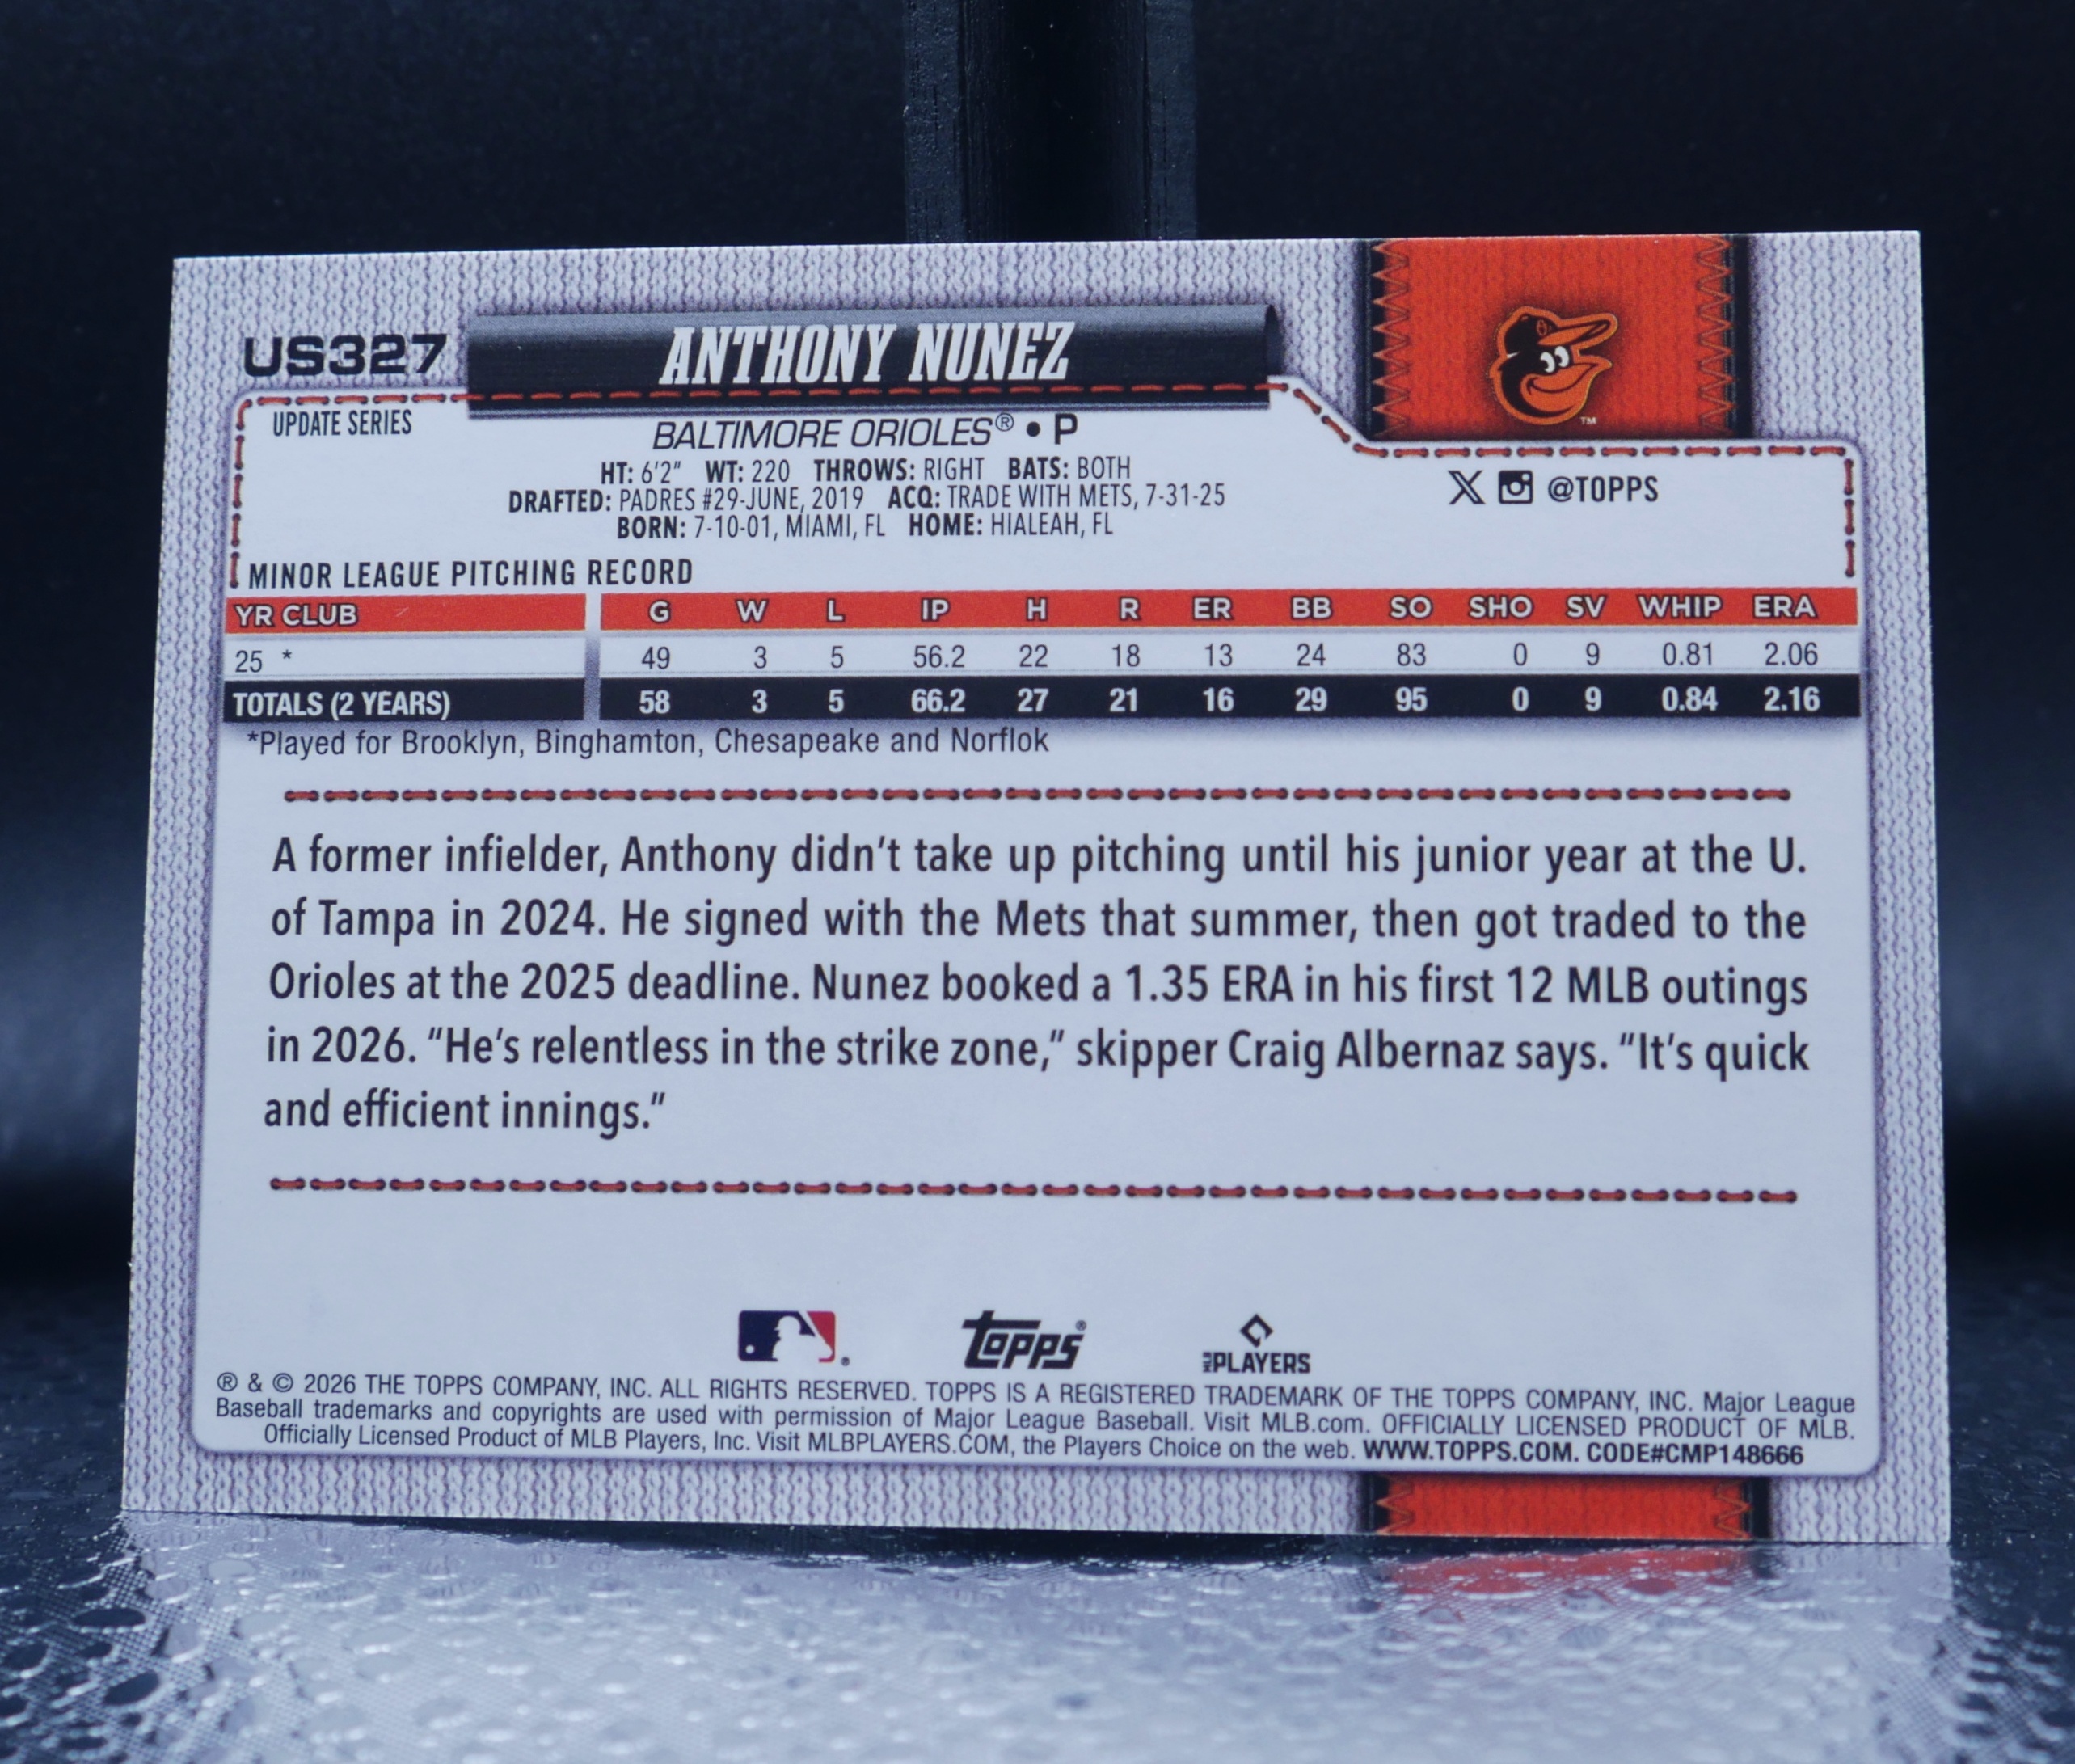 US327
ANTHONY NUNEZ
UPDATE SERIES
BALTIMORE ORIOLES® • P
TM
HT: 6'2" WT: 220 THROWS: RIGHT BATS: BOTH
DRAFTED: PADRES #29-JUNE, 2019 ACQ: TRADE WITH METS, 7-31-25
BORN: 7-10-01, MIAMI, FL HOME: HIALEAH, FL
@TOPPS
MINOR LEAGUE PITCHING RECORD
YR CLUB G W L IP H R ER BB SO SHO SV WHIP ERA
25 * 49 3 5 56.2 22 18 13 24 83 0 9 0.81 2.06
TOTALS (2 YEARS) 58 3 5 66.2 27 21 16 29 95 0 9 0.84 2.16
*Played for Brooklyn, Binghamton, Chesapeake and Norflok
A former infielder, Anthony didn't take up pitching until his junior year at the U.
of Tampa in 2024. He signed with the Mets that summer, then got traded to the
Orioles at the 2025 deadline. Nunez booked a 1.35 ERA in his first 12 MLB outings
in 2026. "He's relentless in the strike zone," skipper Craig Albernaz says. "It's quick
and efficient innings."
Topps®
MLB PLAYERS
® & © 2026 THE TOPPS COMPANY, INC. ALL RIGHTS RESERVED. TOPPS IS A REGISTERED TRADEMARK OF THE TOPPS COMPANY, INC. Major League
Baseball trademarks and copyrights are used with permission of Major League Baseball. Visit MLB.com. OFFICIALLY LICENSED PRODUCT OF MLB.
Officially Licensed Product of MLB Players, Inc. Visit MLBPLAYERS.COM, the Players Choice on the web. WWW.TOPPS.COM. CODE#CMP148666